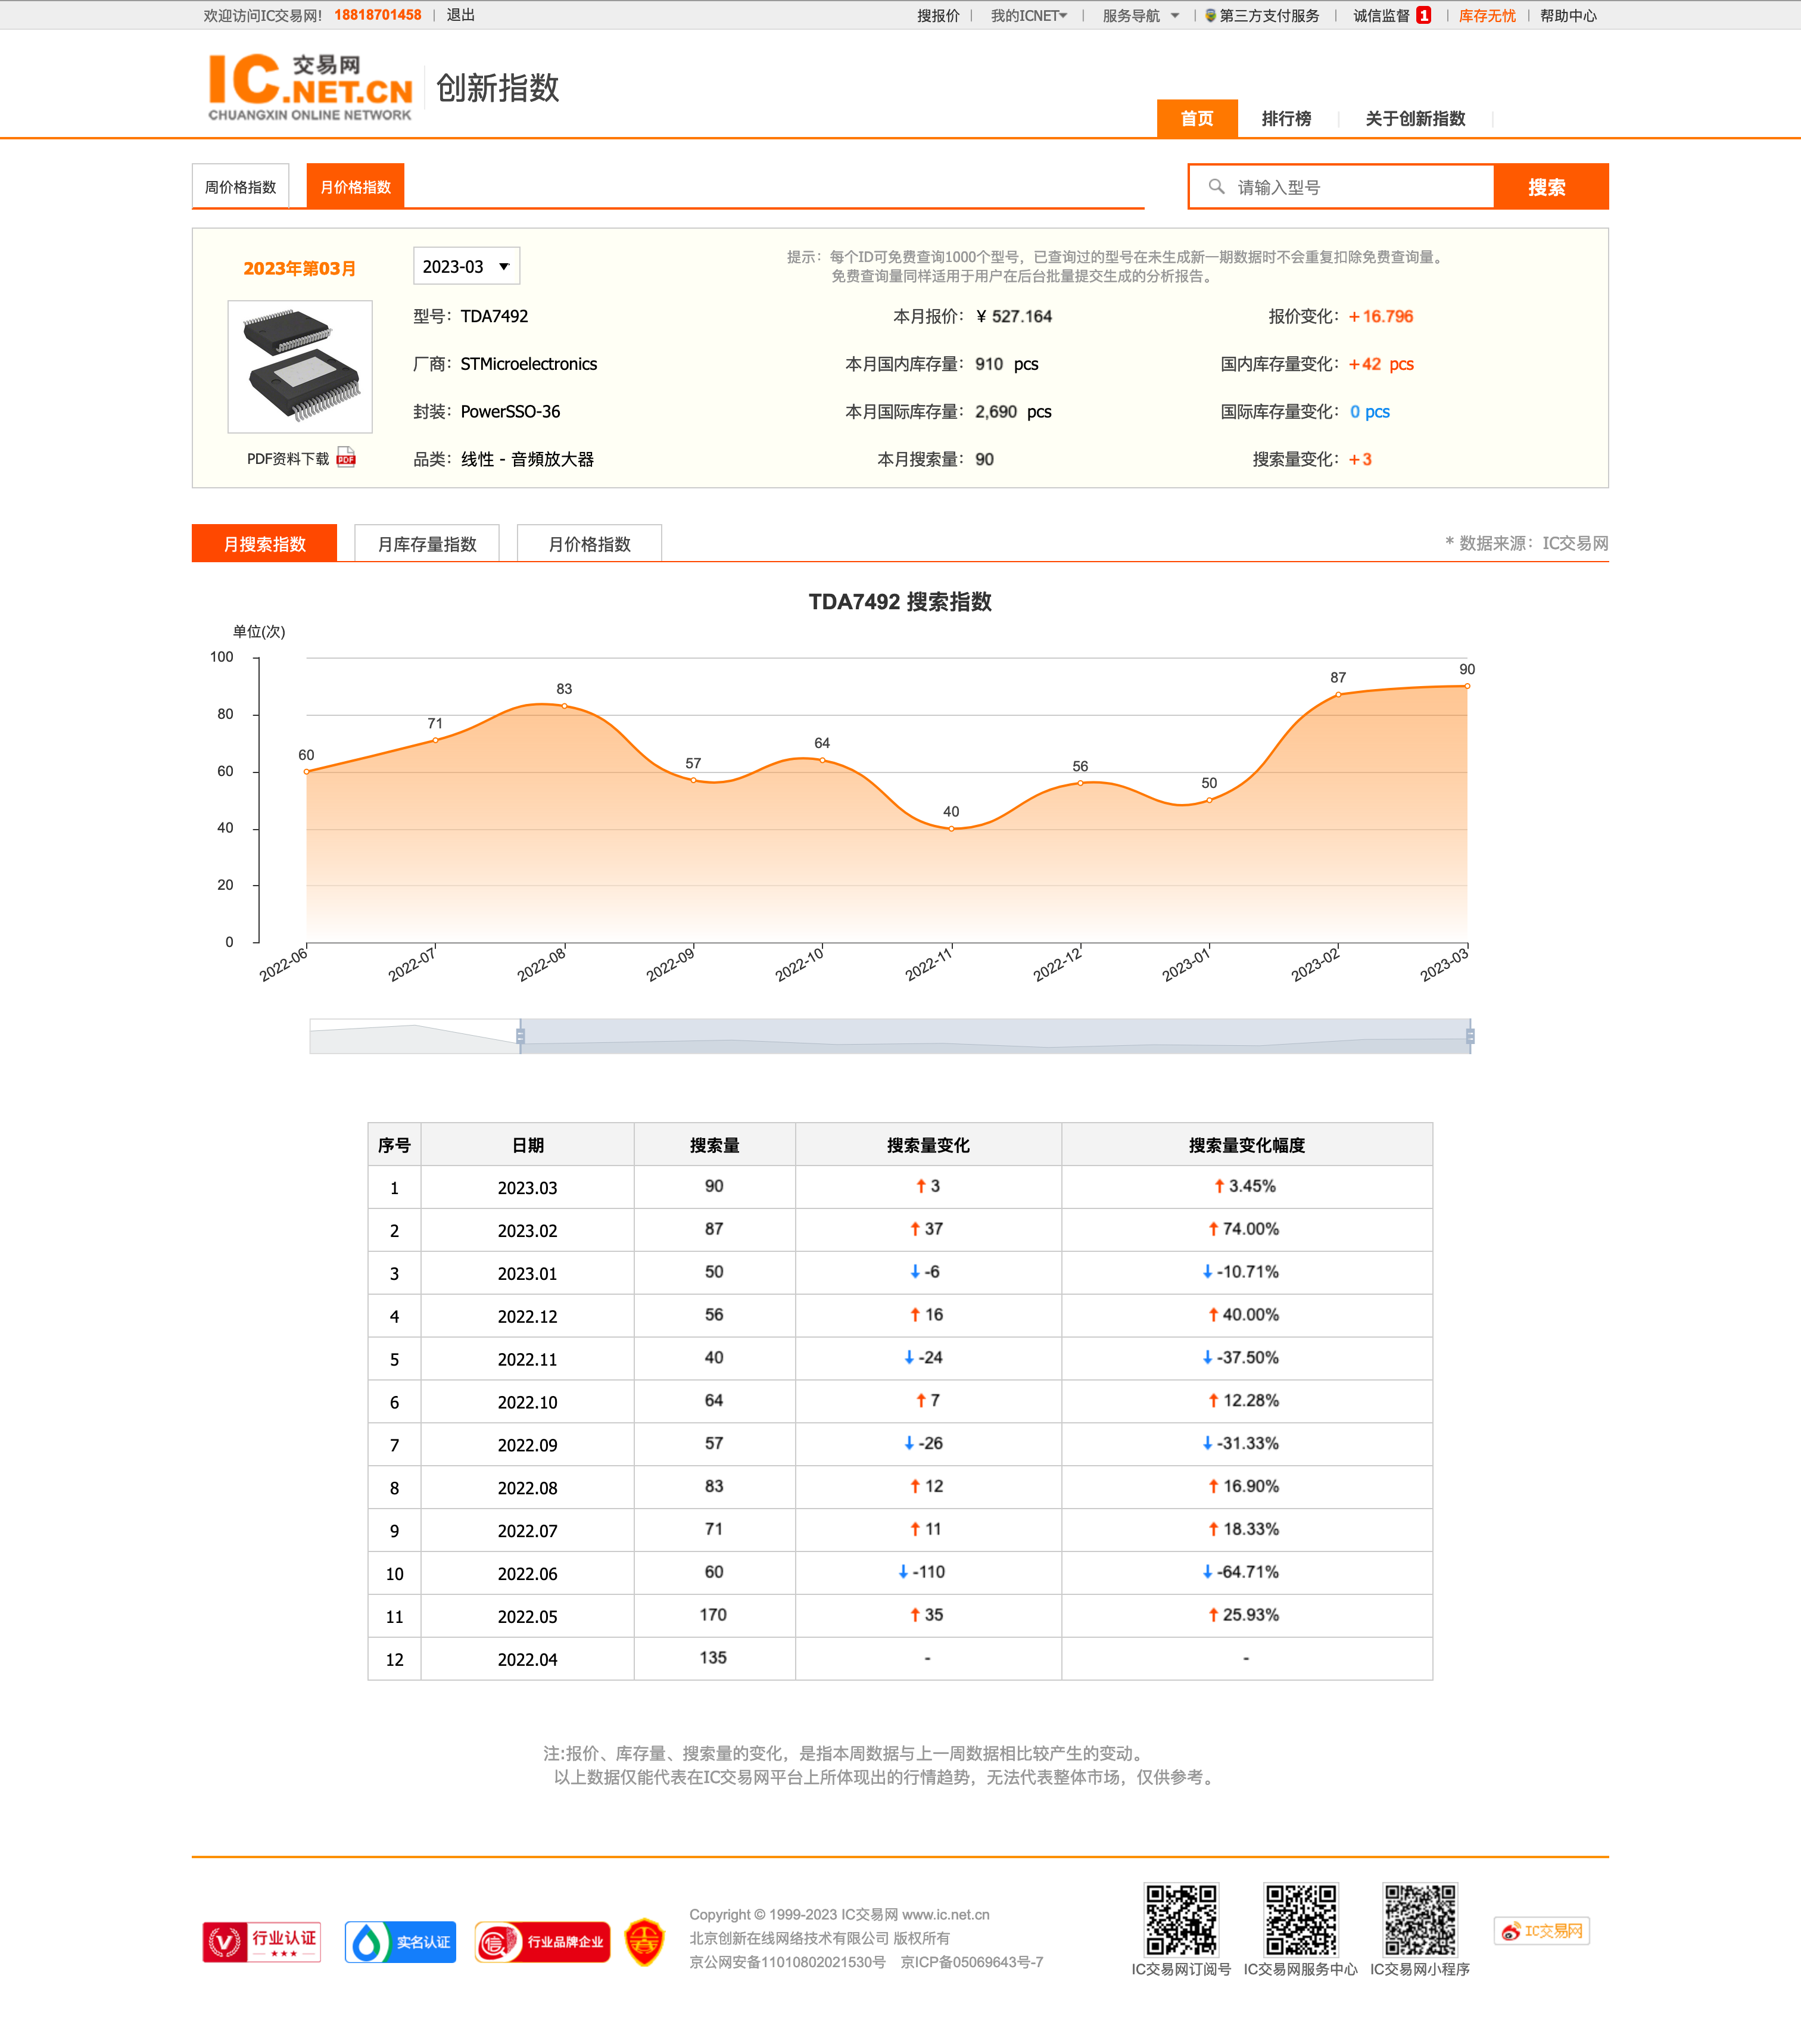 欢迎访问IC交易网! 18818701458 | 退出
搜报价 | 我的ICNET | 服务导航 | 第三方支付服务 | 诚信监督 1 | 库存无忧 | 帮助中心
IC交易网.NET.CN
CHUANGXIN ONLINE NETWORK
创新指数
首页 排行榜 关于创新指数
周价格指数 月价格指数
请输入型号 搜索
2023年第03月
2023-03
提示：每个ID可免费查询1000个型号，已查询过的型号在未生成新一期数据时不会重复扣除免费查询量。
免费查询量同样适用于用户在后台批量提交生成的分析报告。
型号：TDA7492 本月报价：¥ 527.164 报价变化：+16.796
厂商：STMicroelectronics 本月国内库存量：910 pcs 国内库存量变化：+42 pcs
封装：PowerSSO-36 本月国际库存量：2,690 pcs 国际库存量变化：0 pcs
PDF资料下载 PDF
品类：线性 - 音頻放大器 本月搜索量：90 搜索量变化：+3
月搜索指数 月库存量指数 月价格指数
* 数据来源：IC交易网
TDA7492 搜索指数
单位(次)
100
80
60
40
20
0
60 71 83 57 64 40 56 50 87 90
2022-06 2022-07 2022-08 2022-09 2022-10 2022-11 2022-12 2023-01 2023-02 2023-03
序号 日期 搜索量 搜索量变化 搜索量变化幅度
1 2023.03 90 ↑ 3 ↑ 3.45%
2 2023.02 87 ↑ 37 ↑ 74.00%
3 2023.01 50 ↓ -6 ↓ -10.71%
4 2022.12 56 ↑ 16 ↑ 40.00%
5 2022.11 40 ↓ -24 ↓ -37.50%
6 2022.10 64 ↑ 7 ↑ 12.28%
7 2022.09 57 ↓ -26 ↓ -31.33%
8 2022.08 83 ↑ 12 ↑ 16.90%
9 2022.07 71 ↑ 11 ↑ 18.33%
10 2022.06 60 ↓ -110 ↓ -64.71%
11 2022.05 170 ↑ 35 ↑ 25.93%
12 2022.04 135 - -
注:报价、库存量、搜索量的变化，是指本周数据与上一周数据相比较产生的变动。
以上数据仅能代表在IC交易网平台上所体现出的行情趋势，无法代表整体市场，仅供参考。
行业认证
实名认证
信 行业品牌企业
Copyright © 1999-2023 IC交易网 www.ic.net.cn
北京创新在线网络技术有限公司 版权所有
京公网安备11010802021530号 京ICP备05069643号-7
IC交易网订阅号 IC交易网服务中心 IC交易网小程序
IC交易网